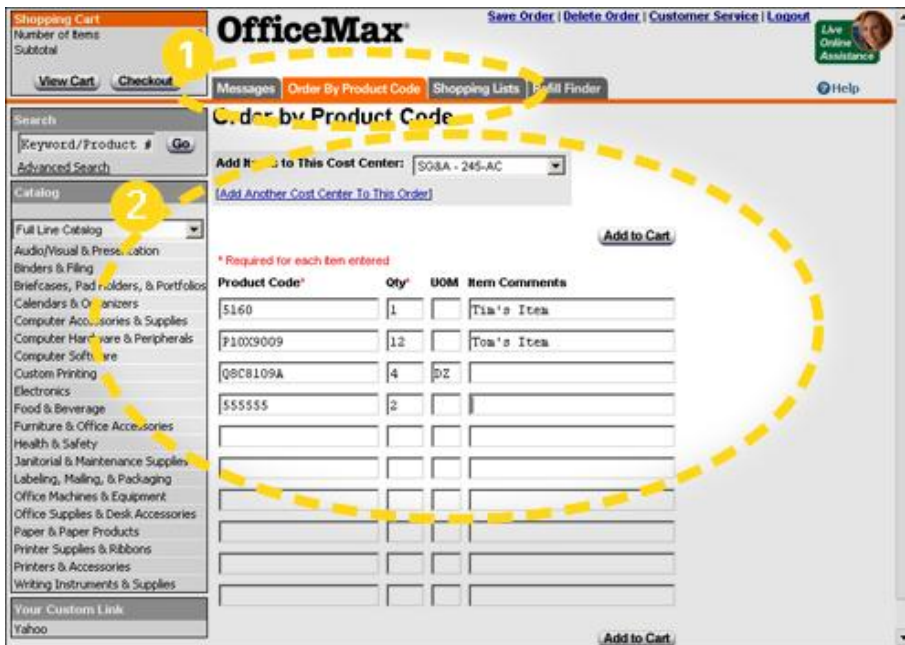 Shopping Cart
Number of Items
Subtotal
View Cart Checkout
1
OfficeMax
Save Order | Delete Order | Customer Service | Logout
Live
Online
Assistance
Messages Order By Product Code Shopping Lists Refill Finder
Help
Search
Keyword/Product # Go
Advanced Search
Catalog
2
Full Line Catalog
Audio/Visual & Presentation
Binders & Filing
Briefcases, Pad Holders, & Portfolios
Calendars & Organizers
Computer Accessories & Supplies
Computer Hardware & Peripherals
Computer Software
Custom Printing
Electronics
Food & Beverage
Furniture & Office Accessories
Health & Safety
Janitorial & Maintenance Supplies
Labeling, Mailing, & Packaging
Office Machines & Equipment
Office Supplies & Desk Accessories
Paper & Paper Products
Printer Supplies & Ribbons
Printers & Accessories
Writing Instruments & Supplies
Your Custom Link
Yahoo
Order by Product Code
Add Items to This Cost Center: SG&A - 245-AC
[Add Another Cost Center To This Order]
Add to Cart
* Required for each item entered
Product Code* Qty* UOM Item Comments
5160 1 Tim's Item
P10X9009 12 Tom's Item
Q8C8109A 4 DZ
555555 2
Add to Cart